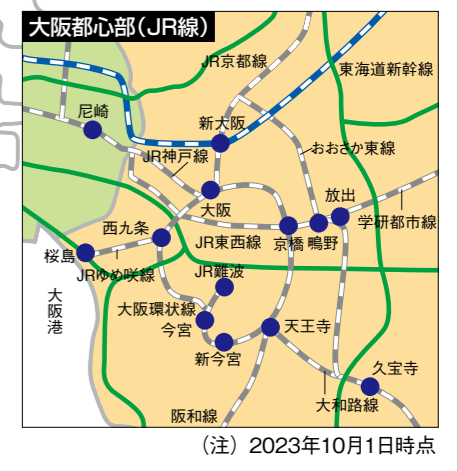 大阪都心部(JR線)
JR京都線
東海道新幹線
尼崎
新大阪
JR神戸線
おおさか東線
放出
大阪
学研都市線
西九条
JR東西線
京橋
鴫野
桜島
JRゆめ咲線
JR難波
大阪港
大阪環状線
今宮
天王寺
新今宮
久宝寺
大和路線
阪和線
(注) 2023年10月1日時点